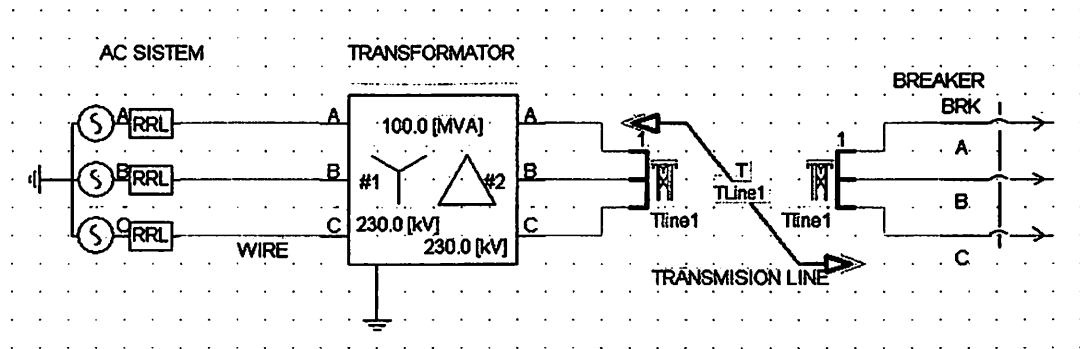 AC SISTEM
TRANSFORMATOR
BREAKER
BRK
A RRL
A
100.0 [MVA]
A
1
1
A
B RRL
B
#1
#2
B
T
TLine1
B
C RRL
C
230.0 [kV]
C
Tline1
Tline1
WIRE
230.0 [kV]
C
TRANSMISION LINE